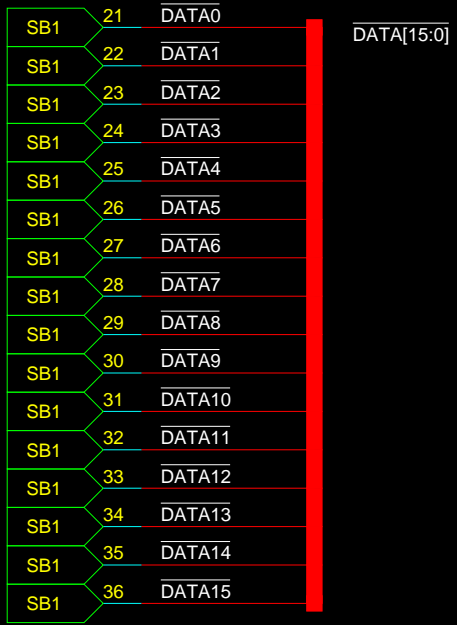 SB1 21 DATA0 DATA[15:0]
SB1 22 DATA1
SB1 23 DATA2
SB1 24 DATA3
SB1 25 DATA4
SB1 26 DATA5
SB1 27 DATA6
SB1 28 DATA7
SB1 29 DATA8
SB1 30 DATA9
SB1 31 DATA10
SB1 32 DATA11
SB1 33 DATA12
SB1 34 DATA13
SB1 35 DATA14
SB1 36 DATA15